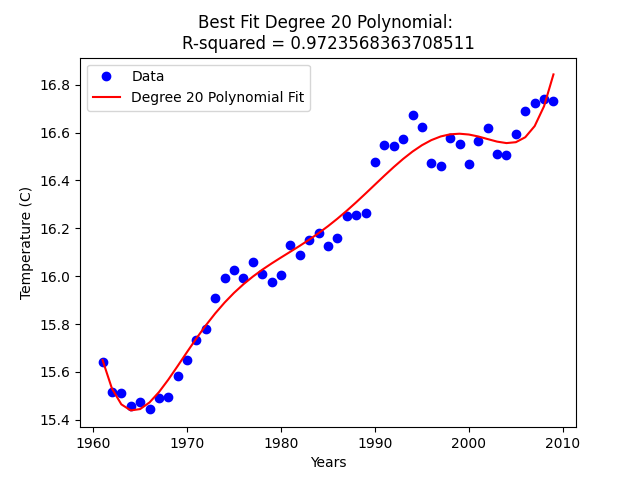 Best Fit Degree 20 Polynomial:
R-squared = 0.9723568363708511
Data
Degree 20 Polynomial Fit
16.8
16.6
16.4
16.2
16.0
15.8
15.6
15.4
Temperature (C)
1960 1970 1980 1990 2000 2010
Years